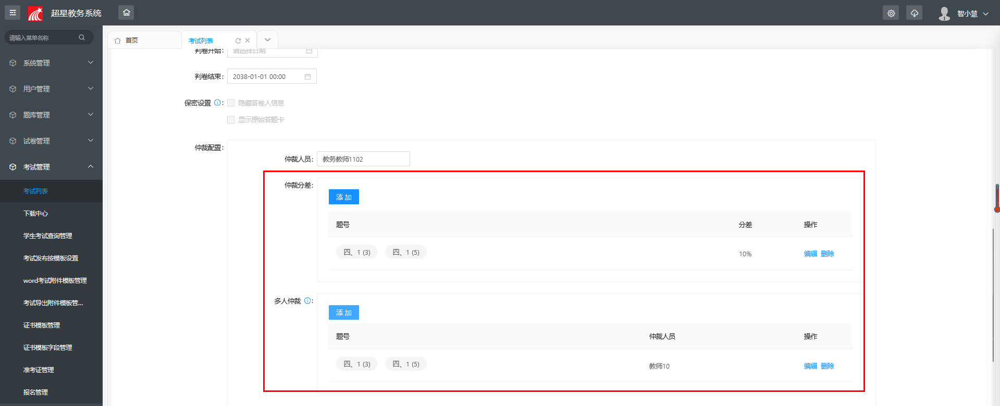 超星教务系统
智小慧
请输入菜单名称
首页
考试列表
系统管理
用户管理
题库管理
试卷管理
考试管理
考试列表
下载中心
学生考试查询管理
考试发布按模板设置
word考试附件模板管理
考试导出附件模板管...
证书模板管理
证书模板字段管理
准考证管理
报名管理
判卷开始:
请选择日期
判卷结束:
2038-01-01 00:00
保密设置 :
隐藏答卷人信息
显示原始答题卡
仲裁配置:
仲裁人员:
教务教师1102
仲裁分差:
添 加
题号 分差 操作
四、1 (3) 四、1 (5) 10% 编辑 删除
多人仲裁 :
添 加
题号 仲裁人员 操作
四、1 (3) 四、1 (5) 教师10 编辑 删除